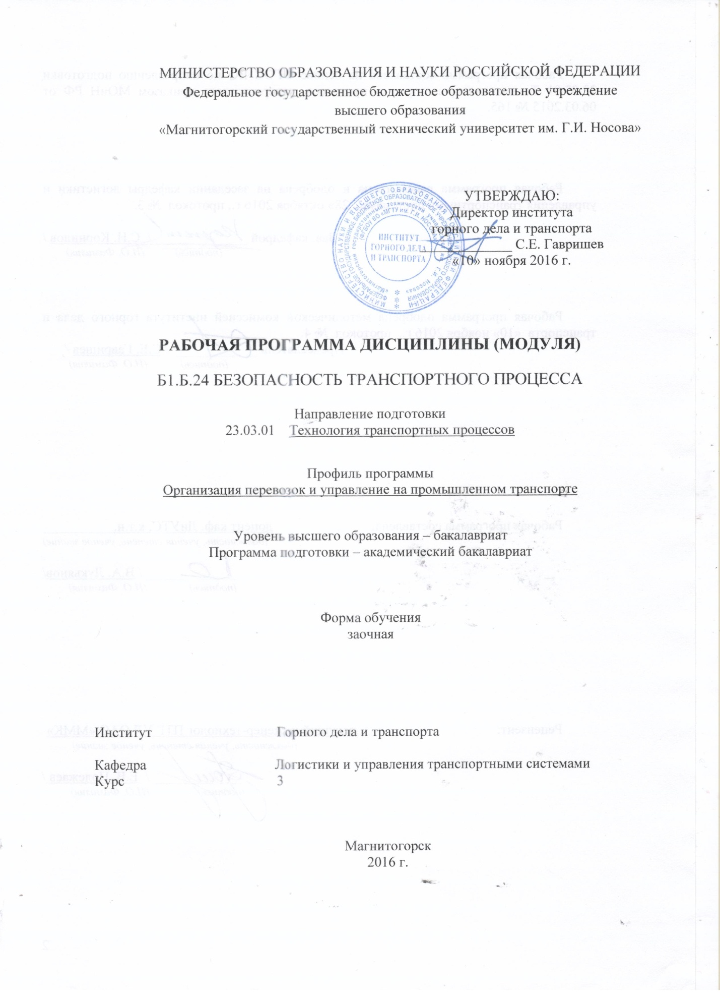 МИНИСТЕРСТВО ОБРАЗОВАНИЯ И НАУКИ РОССИЙСКОЙ ФЕДЕРАЦИИ
Федеральное государственное бюджетное образовательное учреждение
высшего образования
«Магнитогорский государственный технический университет им. Г.И. Носова»
УТВЕРЖДАЮ:
Директор института
горного дела и транспорта
С.Е. Гавришев
«10» ноября 2016 г.
ИНСТИТУТ
ГОРНОГО ДЕЛА
И ТРАНСПОРТА
РАБОЧАЯ ПРОГРАММА ДИСЦИПЛИНЫ (МОДУЛЯ)
Б1.Б.24 БЕЗОПАСНОСТЬ ТРАНСПОРТНОГО ПРОЦЕССА
Направление подготовки
23.03.01 Технология транспортных процессов
Профиль программы
Организация перевозок и управление на промышленном транспорте
Уровень высшего образования – бакалавриат
Программа подготовки – академический бакалавриат
Форма обучения
заочная
Институт Горного дела и транспорта
Кафедра Логистики и управления транспортными системами
Курс 3
Магнитогорск
2016 г.